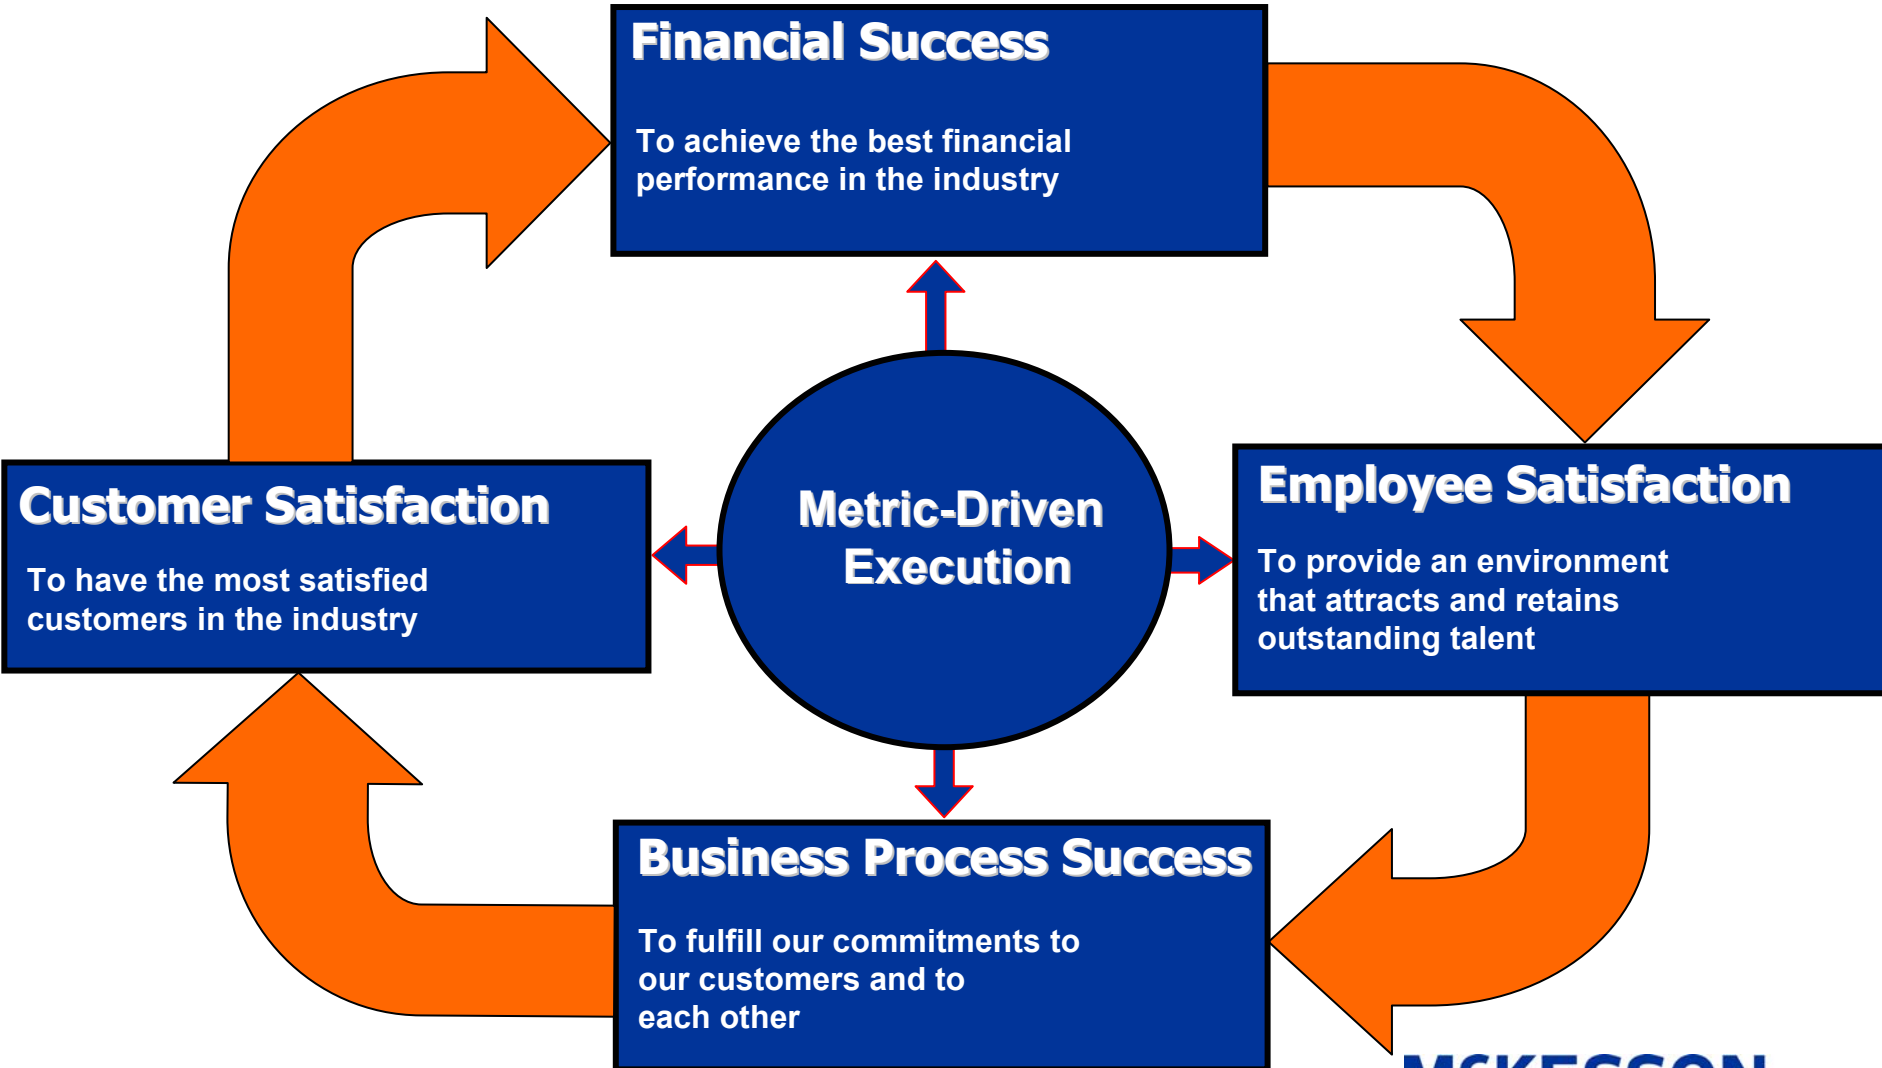 Financial Success
To achieve the best financial
performance in the industry
Customer Satisfaction
To have the most satisfied
customers in the industry
Metric-Driven
Execution
Employee Satisfaction
To provide an environment
that attracts and retains
outstanding talent
Business Process Success
To fulfill our commitments to
our customers and to
each other
MCKESSON